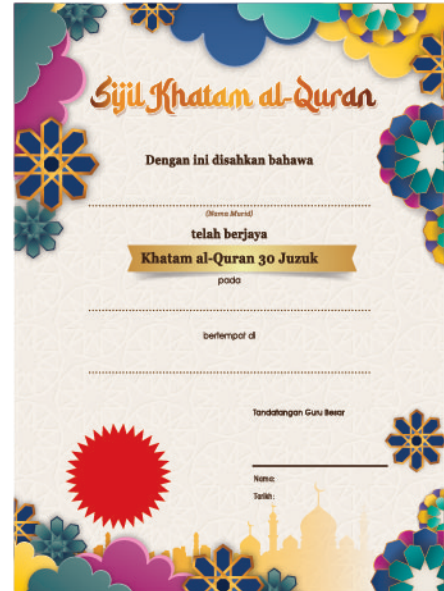 Sijil Khatam al-Quran
Dengan ini disahkan bahawa
(Nama Murid)
telah berjaya
Khatam al-Quran 30 Juzuk
pada
bertempat di
Tandatangan Guru Besar
Nama:
Tarikh: